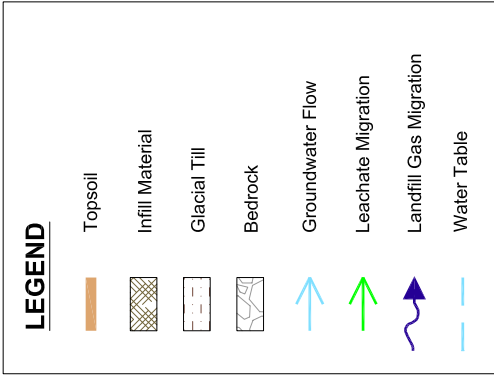 LEGEND
Topsoil
Infill Material
Glacial Till
Bedrock
Groundwater Flow
Leachate Migration
Landfill Gas Migration
Water Table